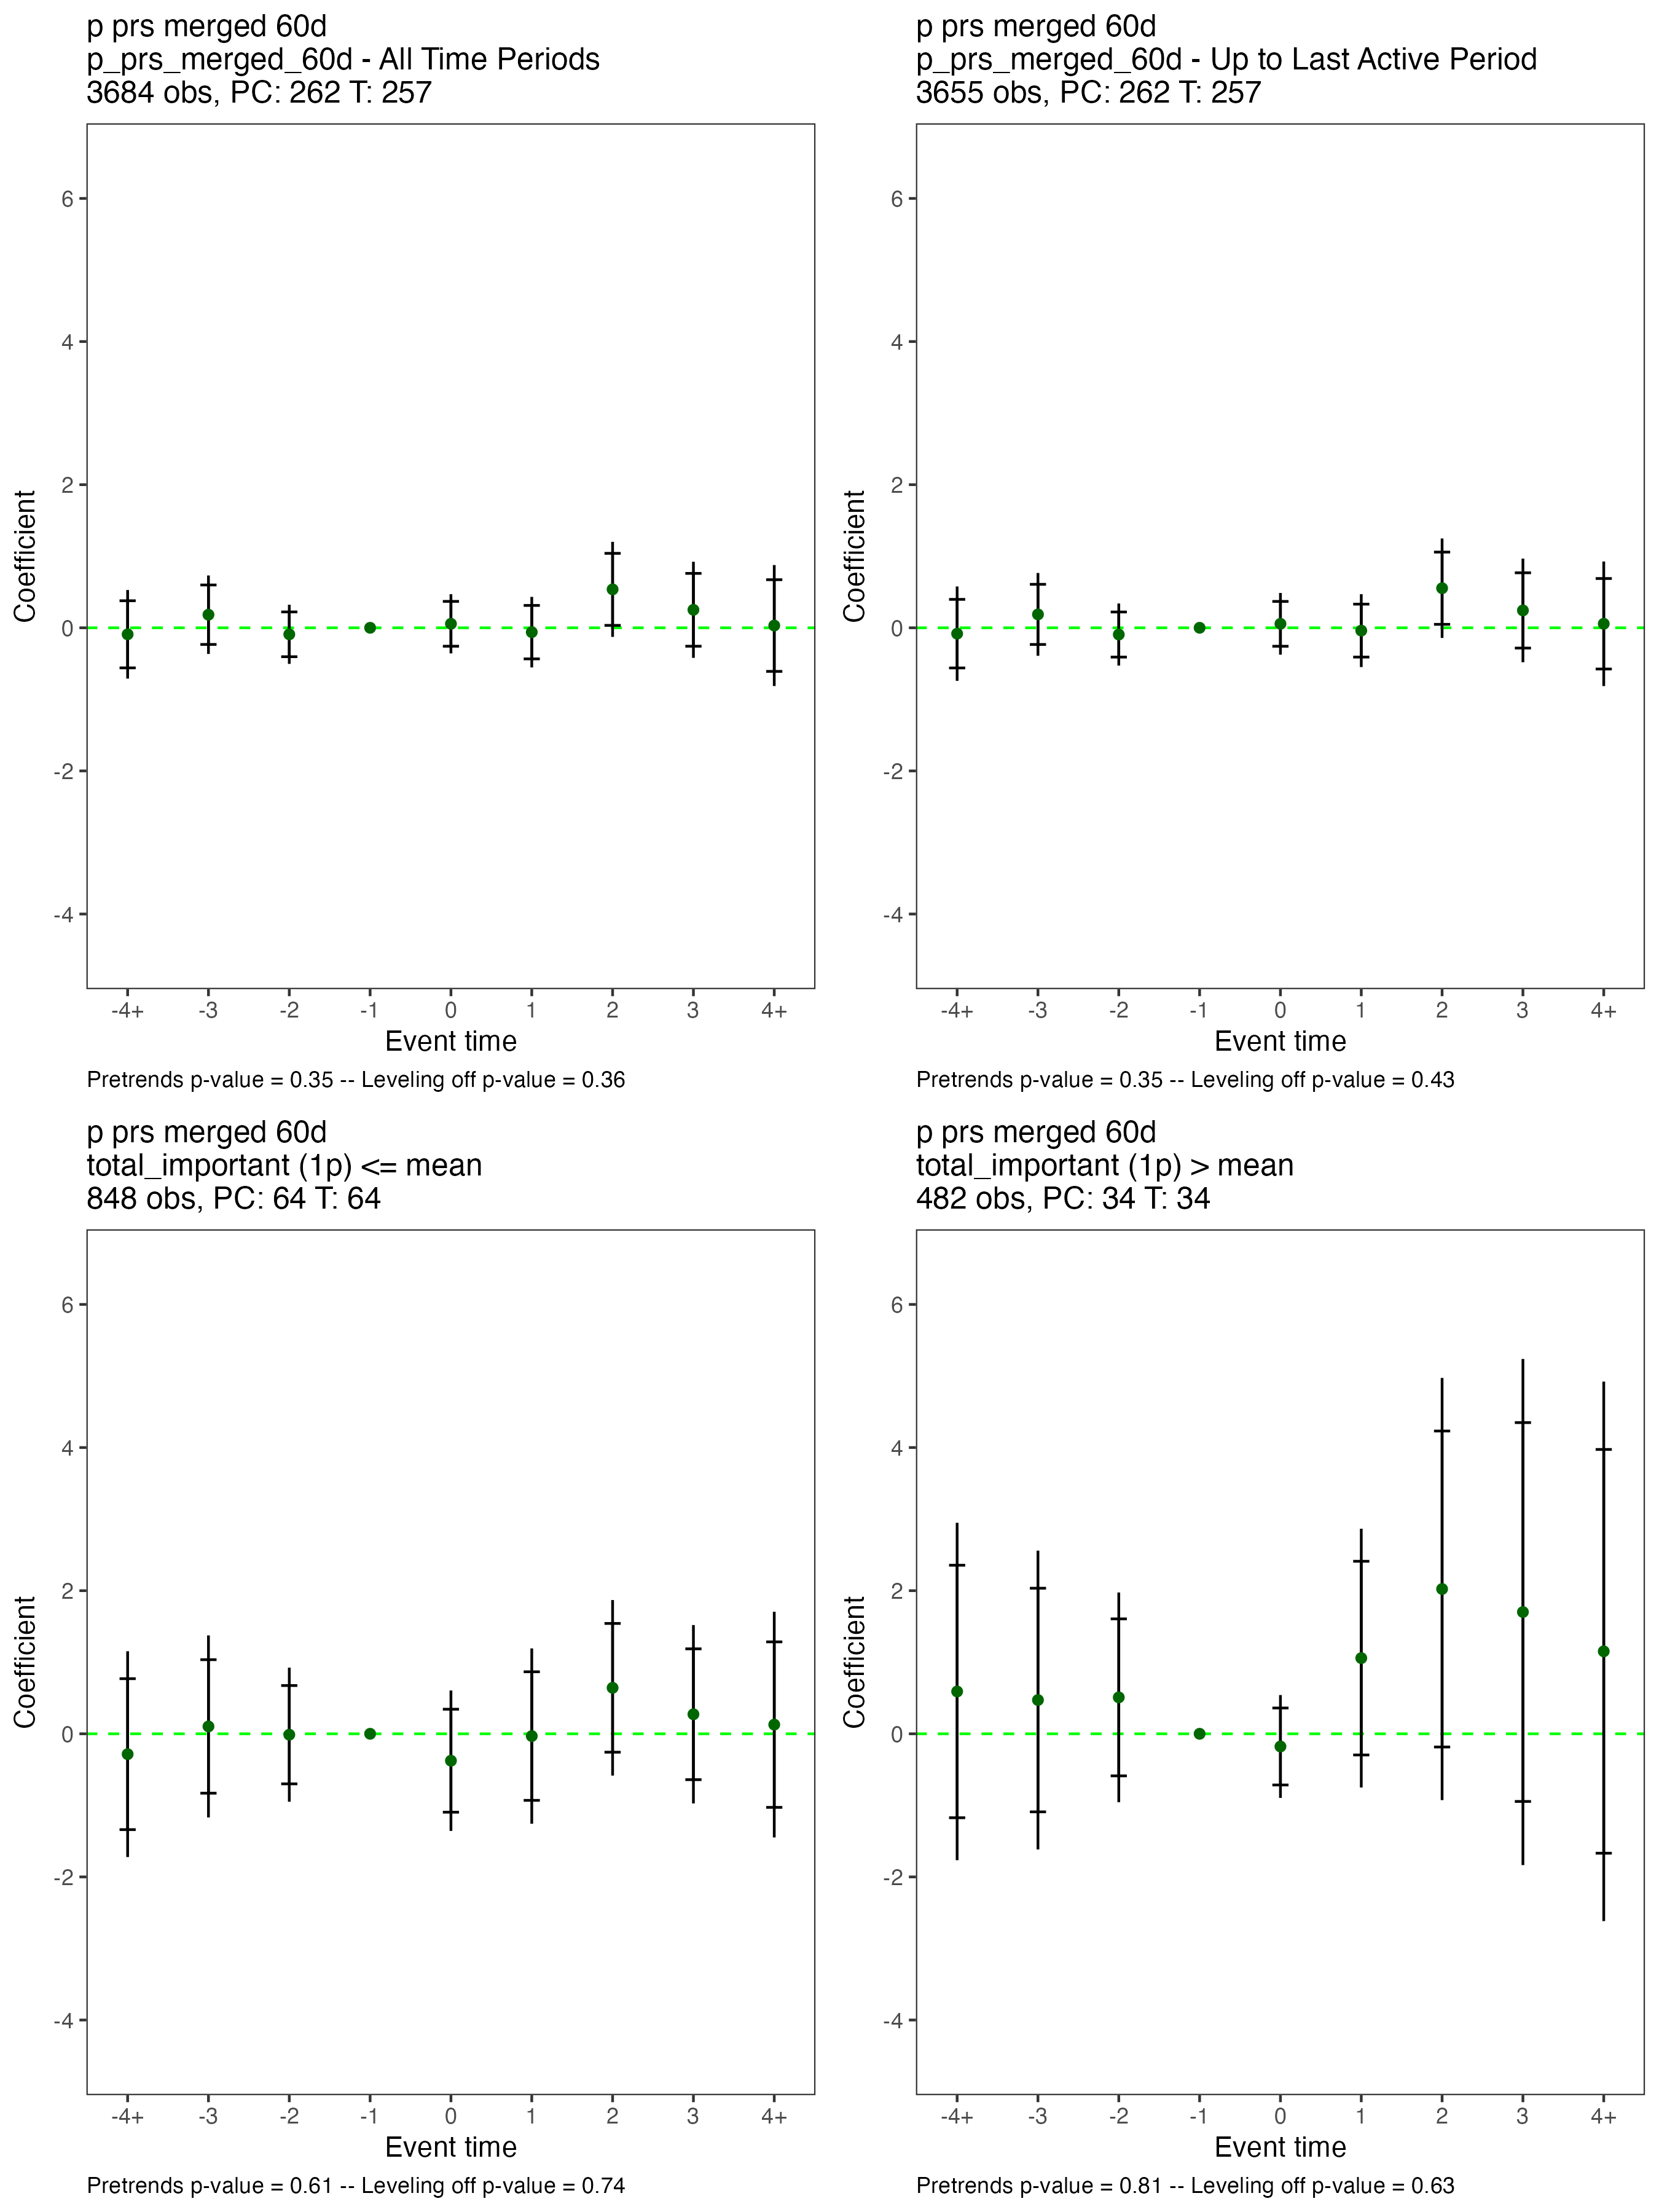 p prs merged 60d
p_prs_merged_60d - All Time Periods
3684 obs, PC: 262 T: 257
Coefficient
6
4
2
0
-2
-4
-4+ -3 -2 -1 0 1 2 3 4+
Event time
Pretrends p-value = 0.35 -- Leveling off p-value = 0.36
p prs merged 60d
p_prs_merged_60d - Up to Last Active Period
3655 obs, PC: 262 T: 257
Coefficient
6
4
2
0
-2
-4
-4+ -3 -2 -1 0 1 2 3 4+
Event time
Pretrends p-value = 0.35 -- Leveling off p-value = 0.43
p prs merged 60d
total_important (1p) <= mean
848 obs, PC: 64 T: 64
Coefficient
6
4
2
0
-2
-4
-4+ -3 -2 -1 0 1 2 3 4+
Event time
Pretrends p-value = 0.61 -- Leveling off p-value = 0.74
p prs merged 60d
total_important (1p) > mean
482 obs, PC: 34 T: 34
Coefficient
6
4
2
0
-2
-4
-4+ -3 -2 -1 0 1 2 3 4+
Event time
Pretrends p-value = 0.81 -- Leveling off p-value = 0.63